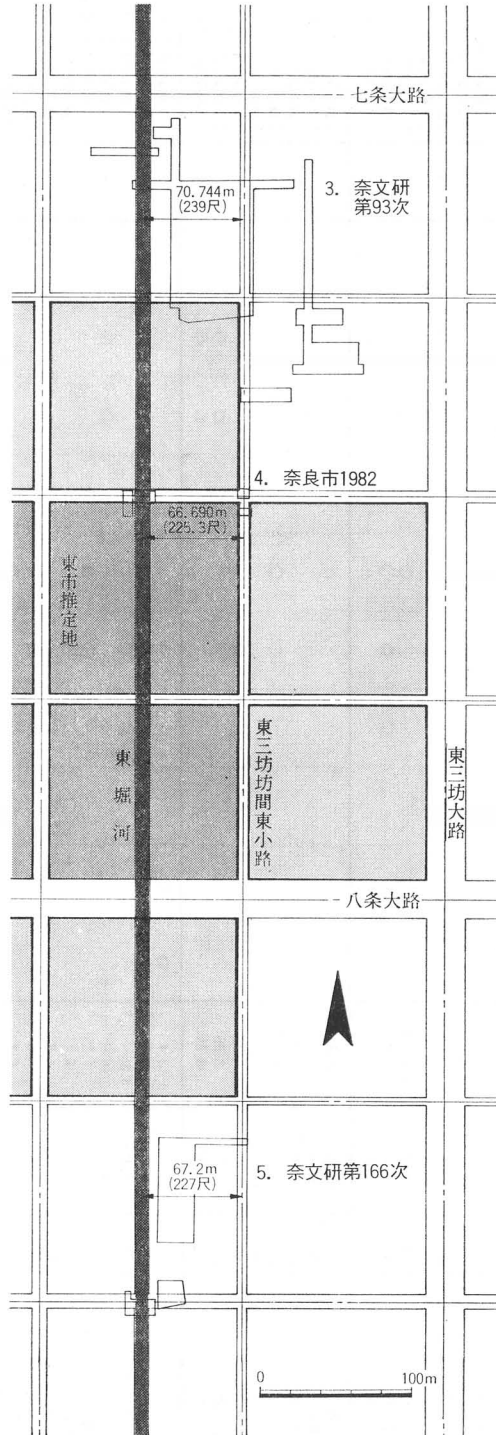 七条大路
70.744m
(239尺)
3. 奈文研
第93次
4. 奈良市1982
66.690m
(225.3尺)
東市推定地
東堀河
東三坊坊間東小路
東三坊大路
八条大路
67.2m
(227尺)
5. 奈文研第166次
0 100m